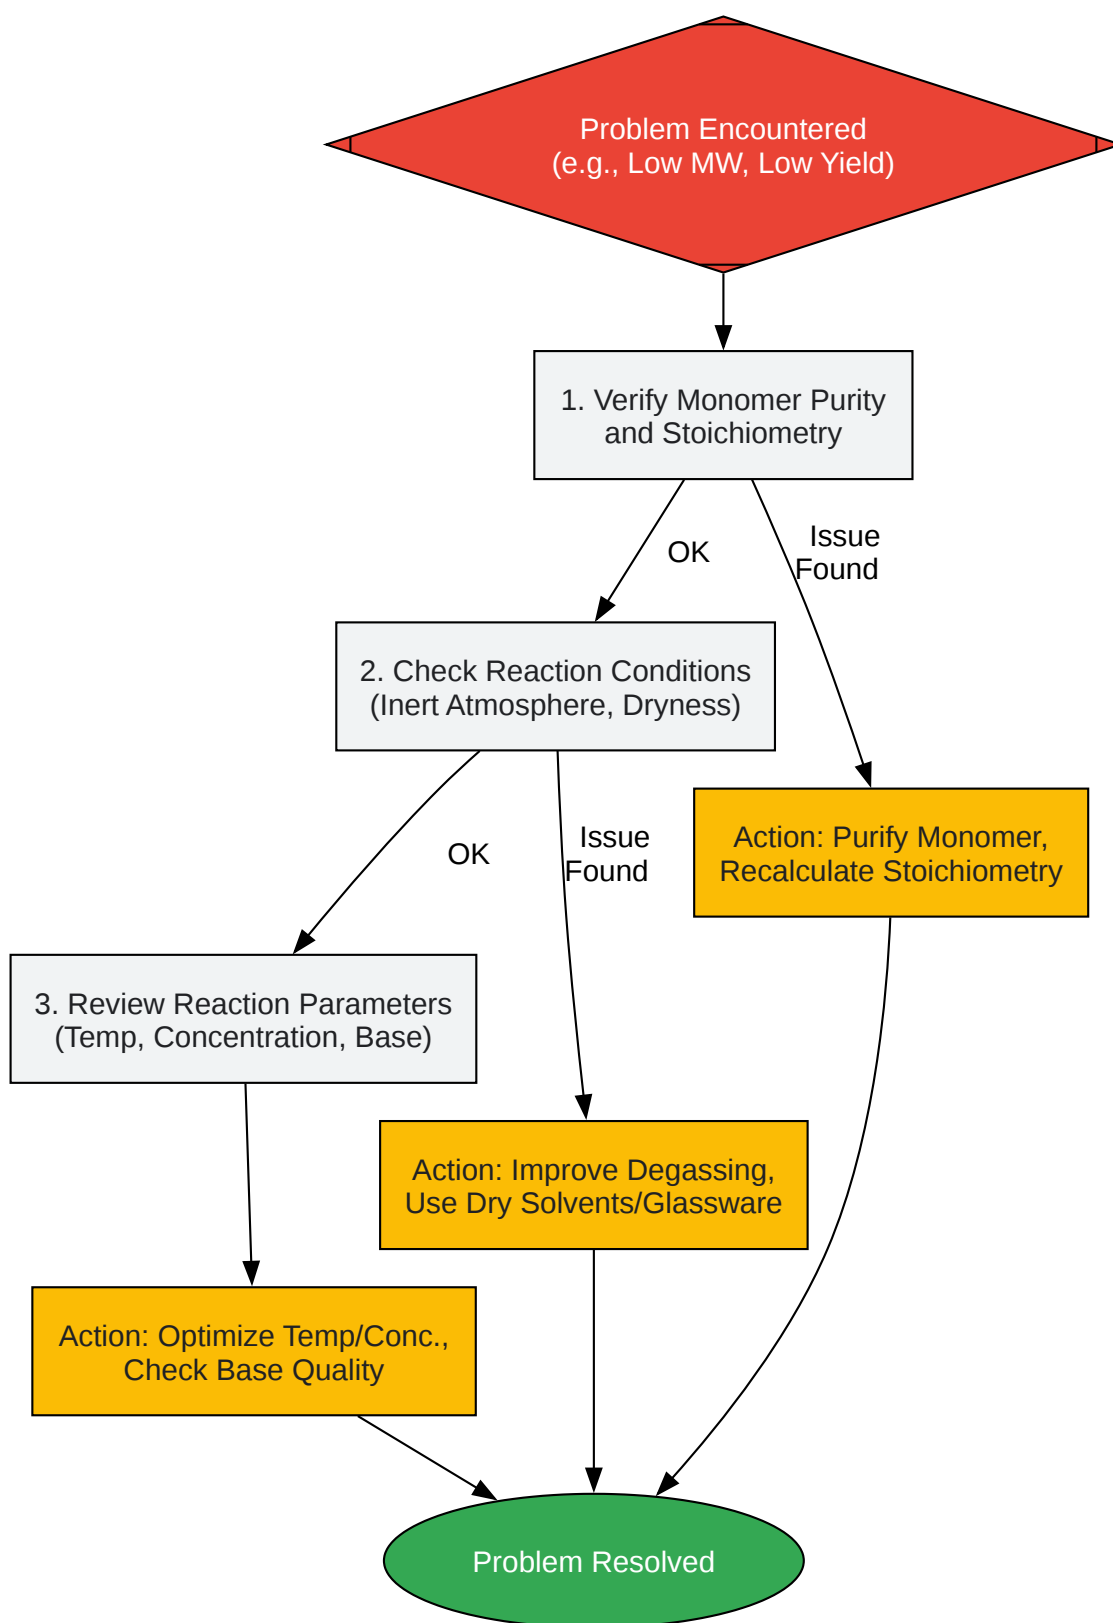 Problem Encountered
(e.g., Low MW, Low Yield)
1. Verify Monomer Purity
and Stoichiometry
OK
Issue
Found
2. Check Reaction Conditions
(Inert Atmosphere, Dryness)
OK
Issue
Found
Action: Purify Monomer,
Recalculate Stoichiometry
3. Review Reaction Parameters
(Temp, Concentration, Base)
Action: Improve Degassing,
Use Dry Solvents/Glassware
Action: Optimize Temp/Conc.,
Check Base Quality
Problem Resolved